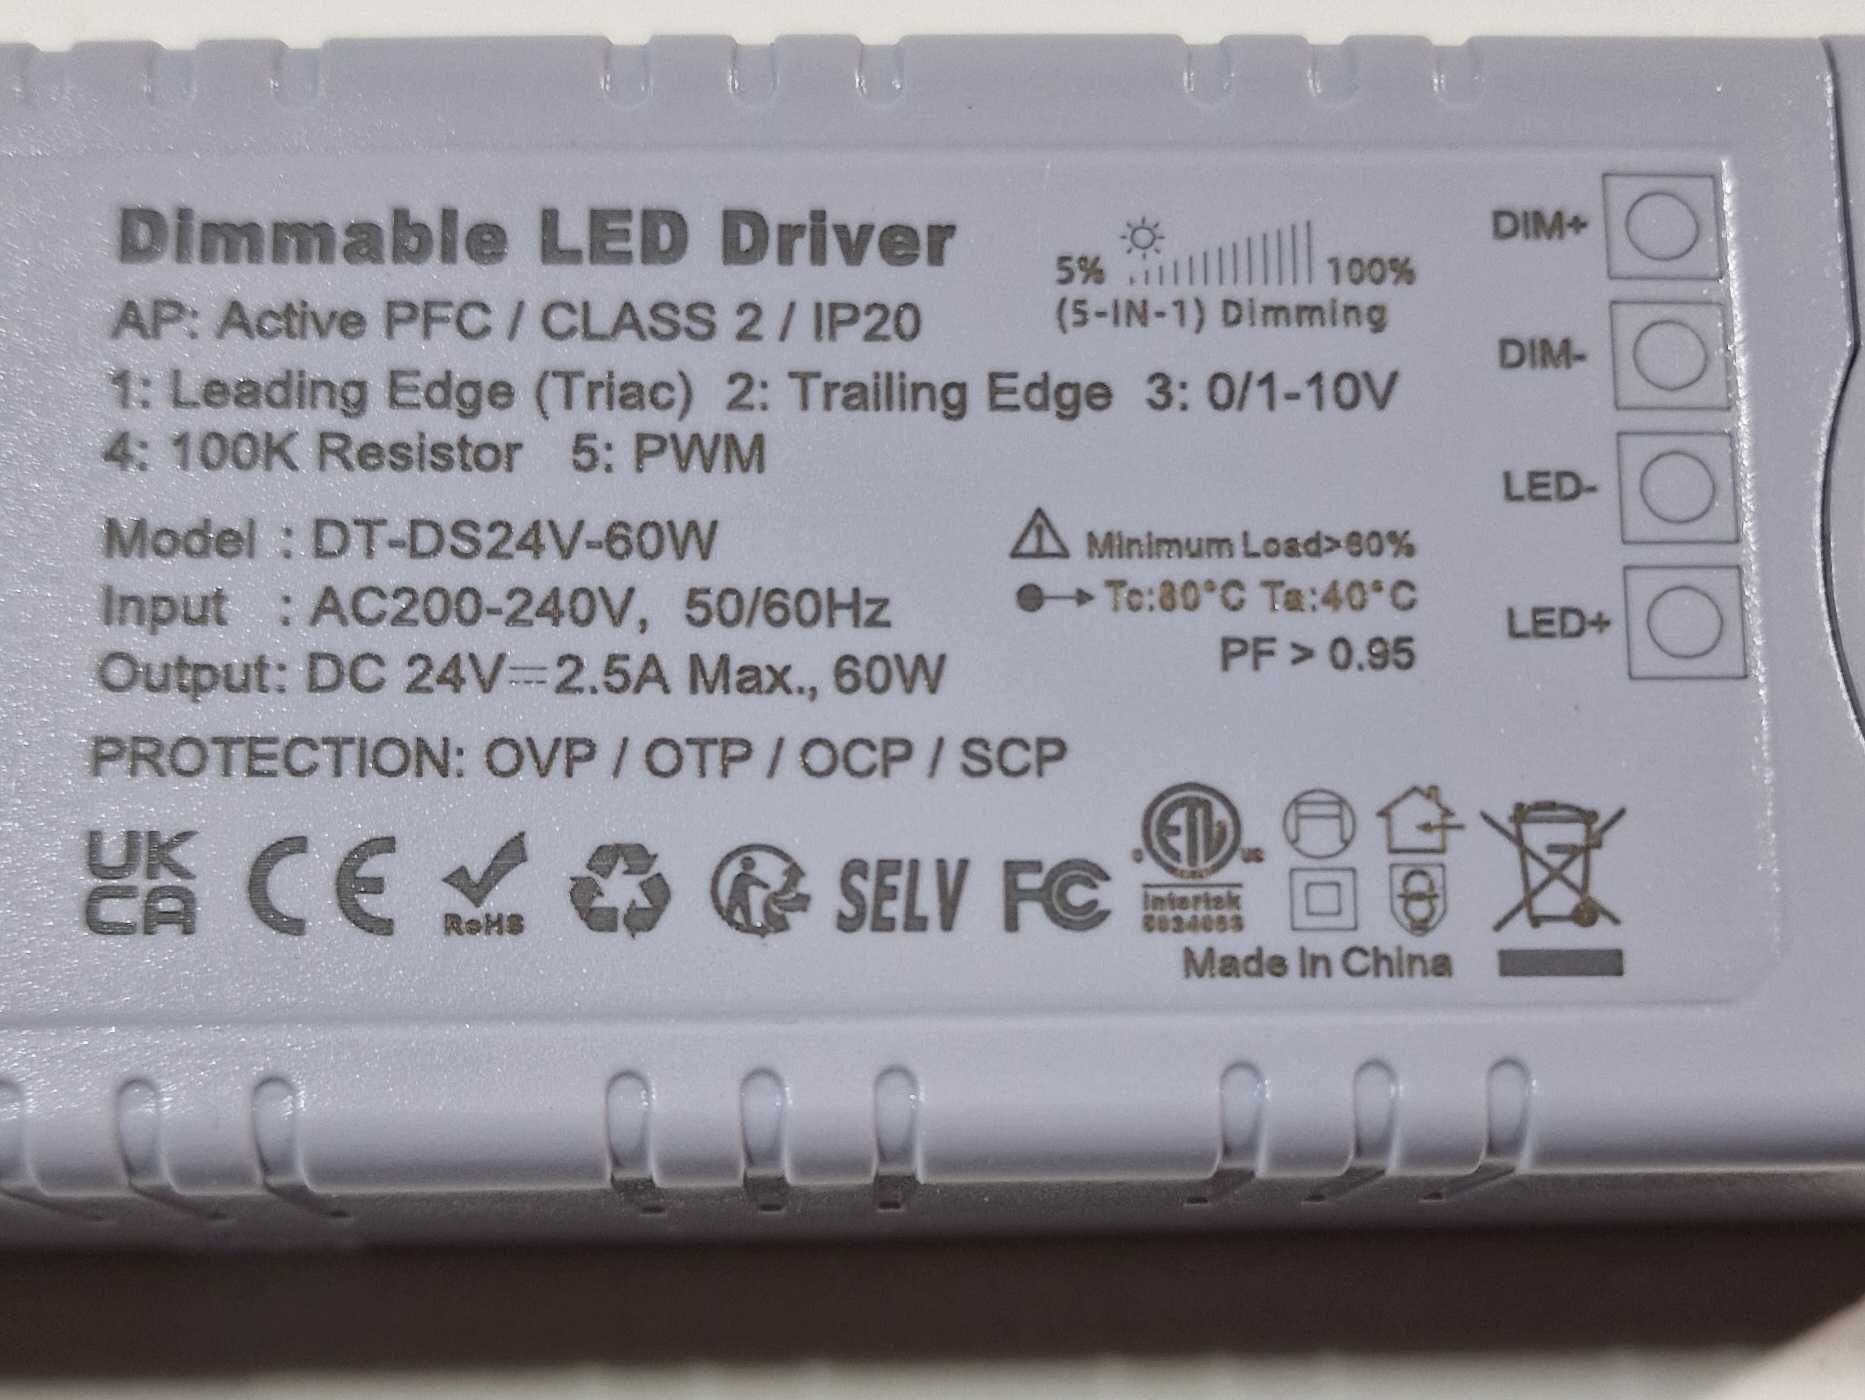 Dimmable LED Driver
5% 100%
(5-IN-1) Dimming
AP: Active PFC / CLASS 2 / IP20
1: Leading Edge (Triac) 2: Trailing Edge 3: 0/1-10V
4: 100K Resistor 5: PWM
Model : DT-DS24V-60W
Input : AC200-240V, 50/60Hz
Output: DC 24V⎓2.5A Max., 60W
Minimum Load>60%
Tc:80°C Ta:40°C
PF > 0.95
DIM+
DIM-
LED-
LED+
PROTECTION: OVP / OTP / OCP / SCP
UK
CA
CE
RoHS
SELV
FC
ETL
c us
Intertek
Made In China